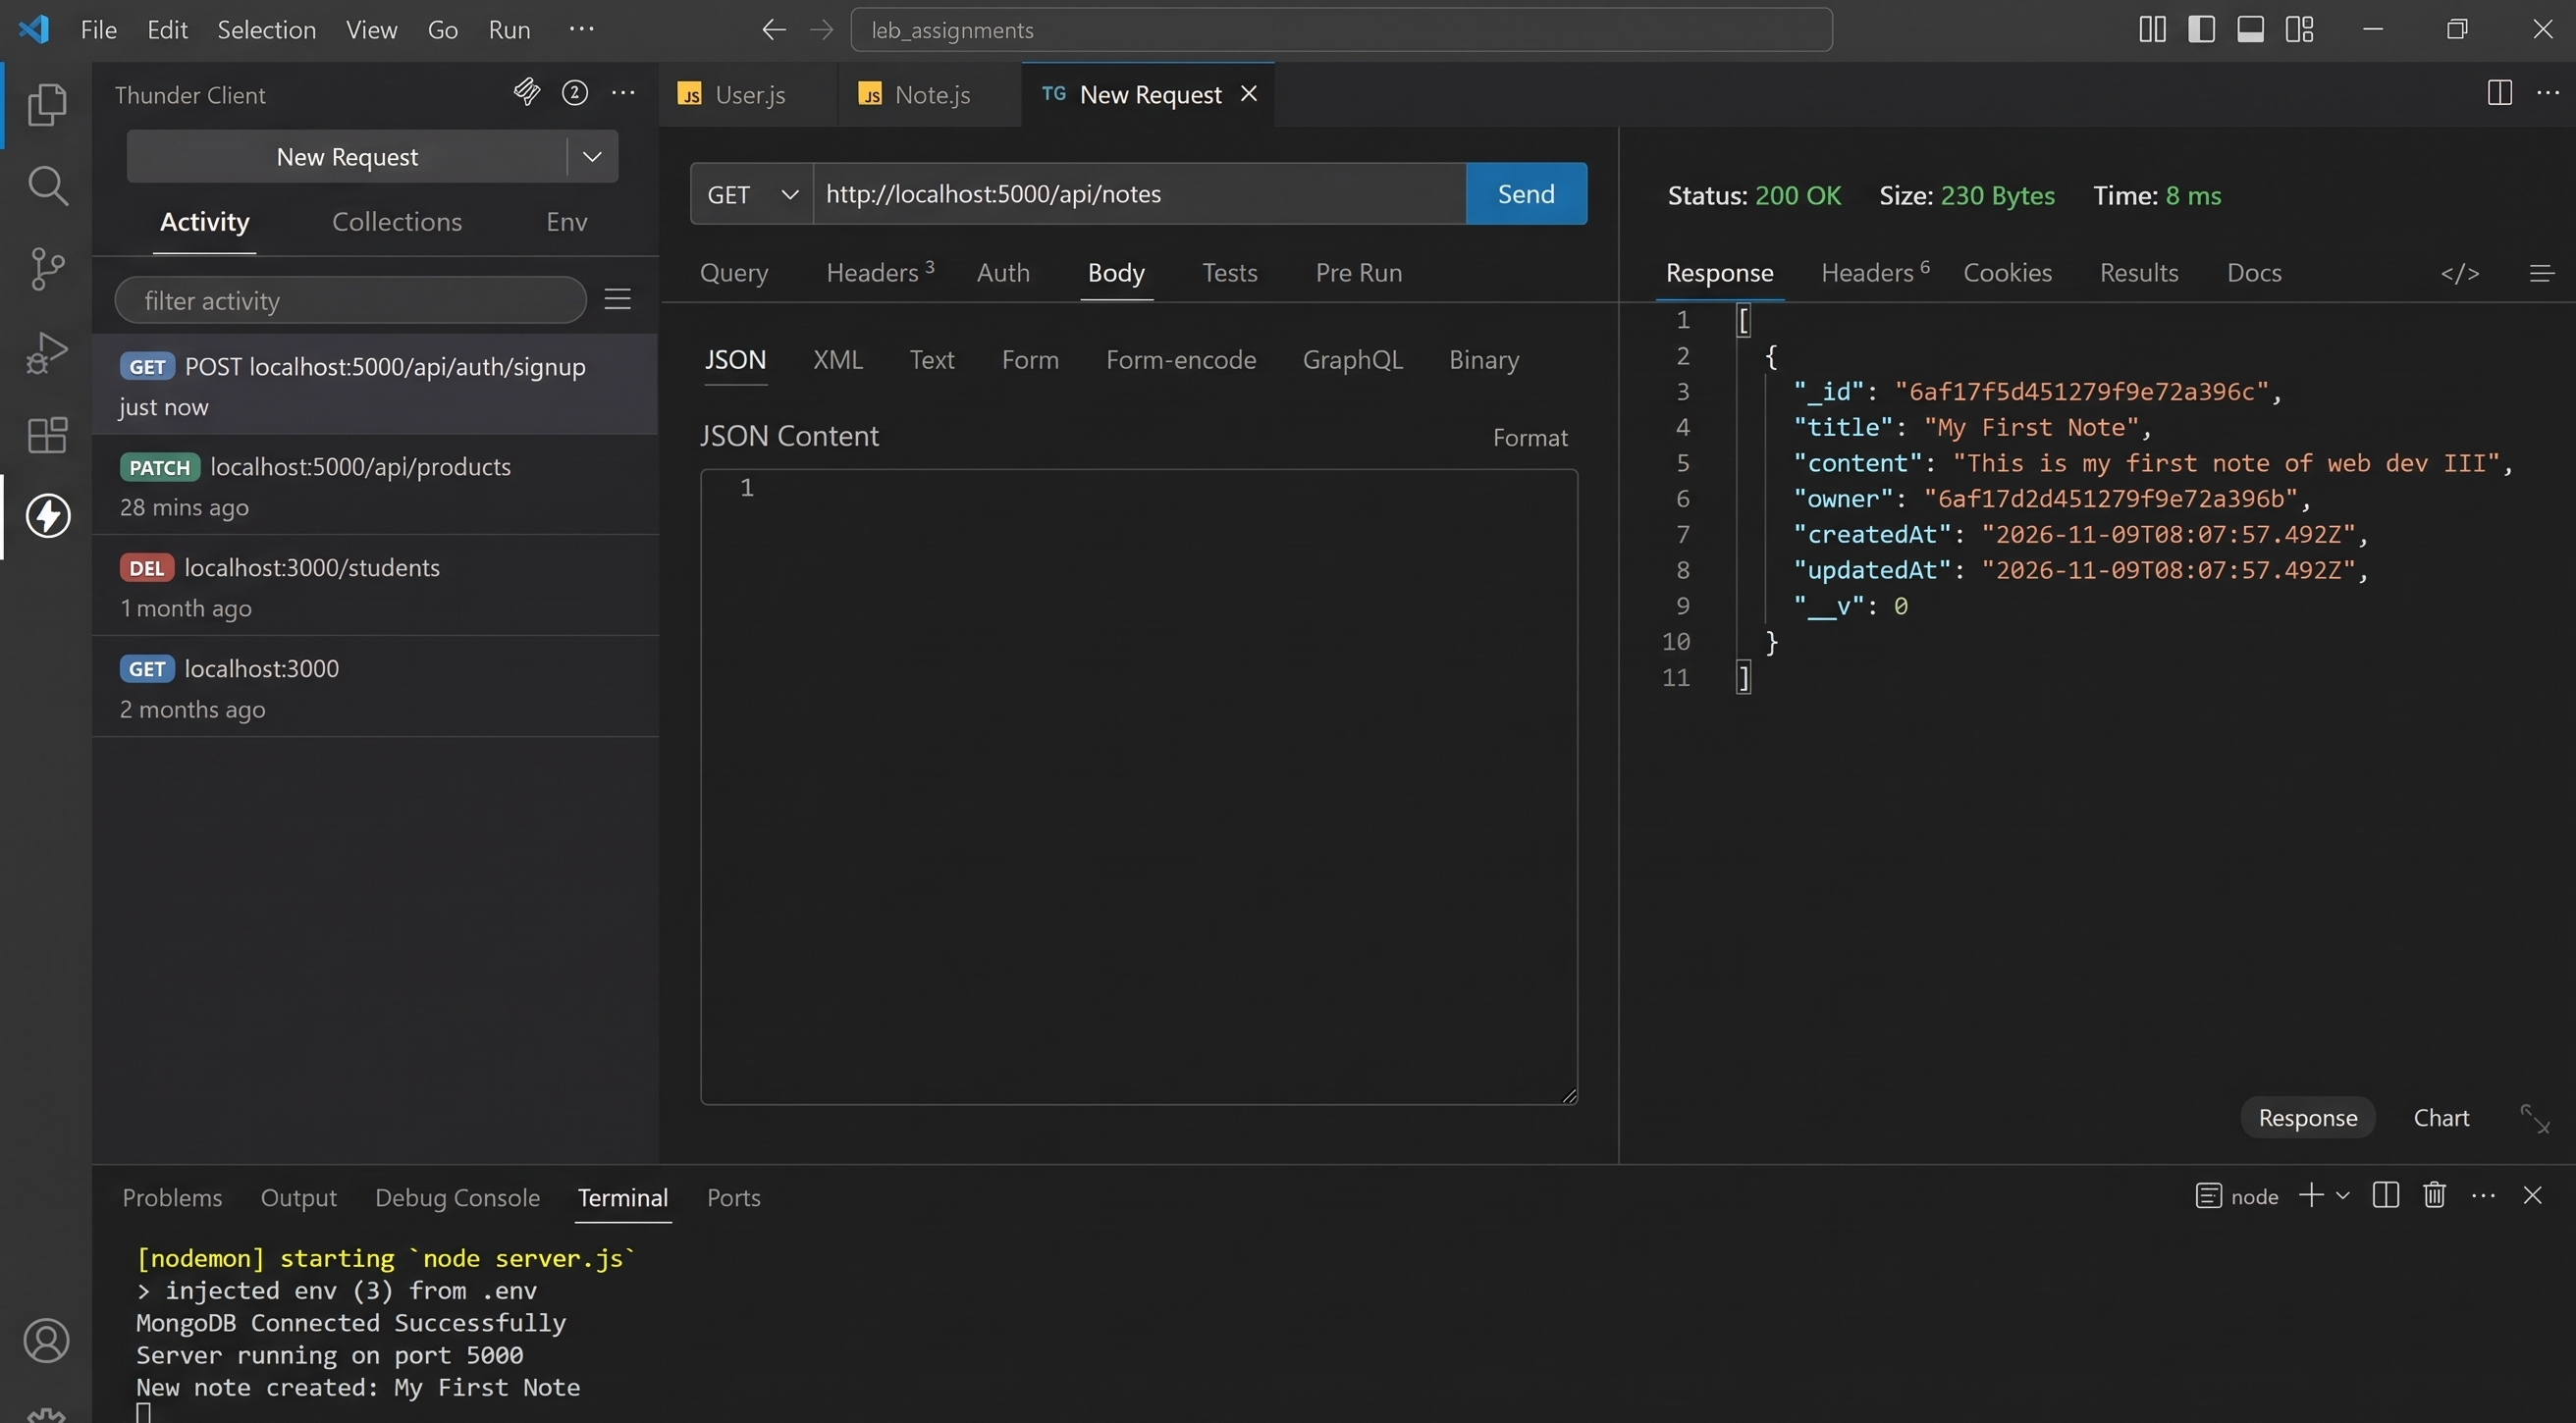 File Edit Selection View Go Run ···
leb_assignments
Thunder Client
2
···
New Request
Activity Collections Env
filter activity
GET POST localhost:5000/api/auth/signup
just now
PATCH localhost:5000/api/products
28 mins ago
DEL localhost:3000/students
1 month ago
GET localhost:3000
2 months ago
JS User.js
JS Note.js
TG New Request
GET http://localhost:5000/api/notes Send
Query Headers 3 Auth Body Tests Pre Run
JSON XML Text Form Form-encode GraphQL Binary
JSON Content Format
1
Status: 200 OK Size: 230 Bytes Time: 8 ms
Response Headers 6 Cookies Results Docs </>
1 [
2 {
3 "_id": "6af17f5d451279f9e72a396c",
4 "title": "My First Note",
5 "content": "This is my first note of web dev III",
6 "owner": "6af17d2d451279f9e72a396b",
7 "createdAt": "2026-11-09T08:07:57.492Z",
8 "updatedAt": "2026-11-09T08:07:57.492Z",
9 "__v": 0
10 }
11 ]
Response Chart
Problems Output Debug Console Terminal Ports
node
[nodemon] starting `node server.js`
> injected env (3) from .env
MongoDB Connected Successfully
Server running on port 5000
New note created: My First Note